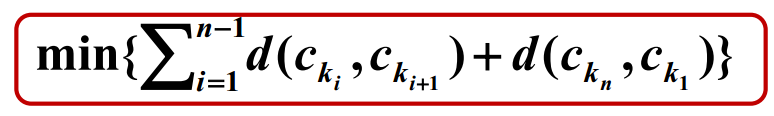 min{∑_{i=1}^{n-1} d(c_{k_i}, c_{k_{i+1}}) + d(c_{k_n}, c_{k_1})}